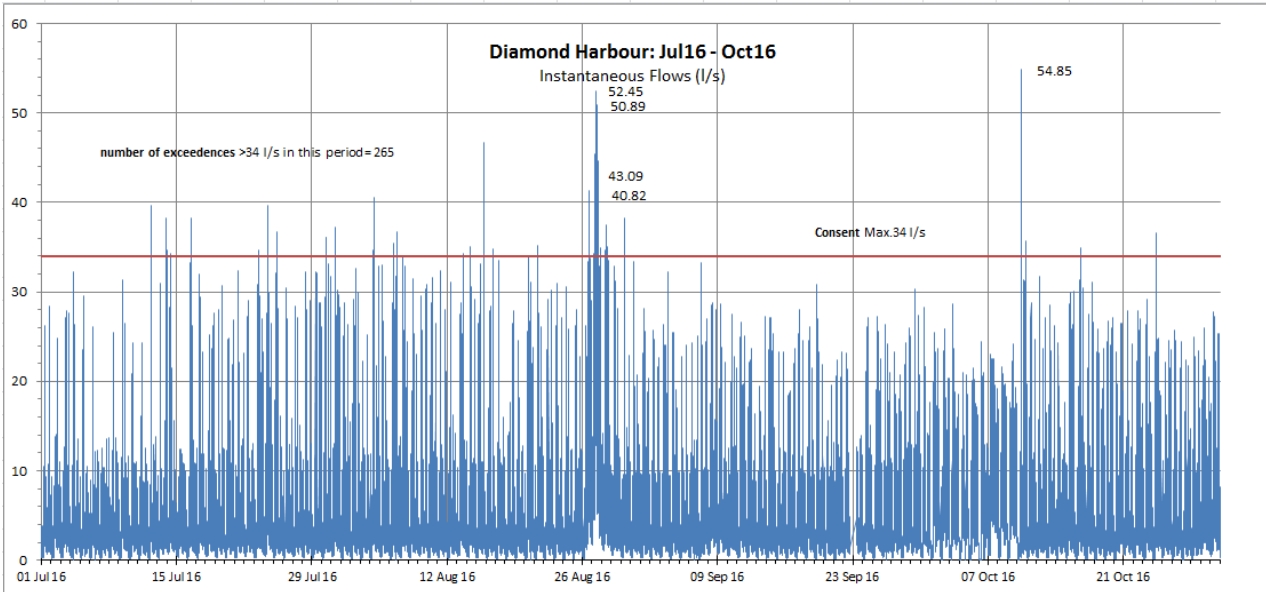 60
Diamond Harbour: Jul16 - Oct16
Instantaneous Flows (l/s)
54.85
52.45
50.89
50
number of exceedences >34 l/s in this period= 265
43.09
40.82
40
Consent Max.34 l/s
30
20
10
0
01 Jul 16 15 Jul 16 29 Jul 16 12 Aug 16 26 Aug 16 09 Sep 16 23 Sep 16 07 Oct 16 21 Oct 16